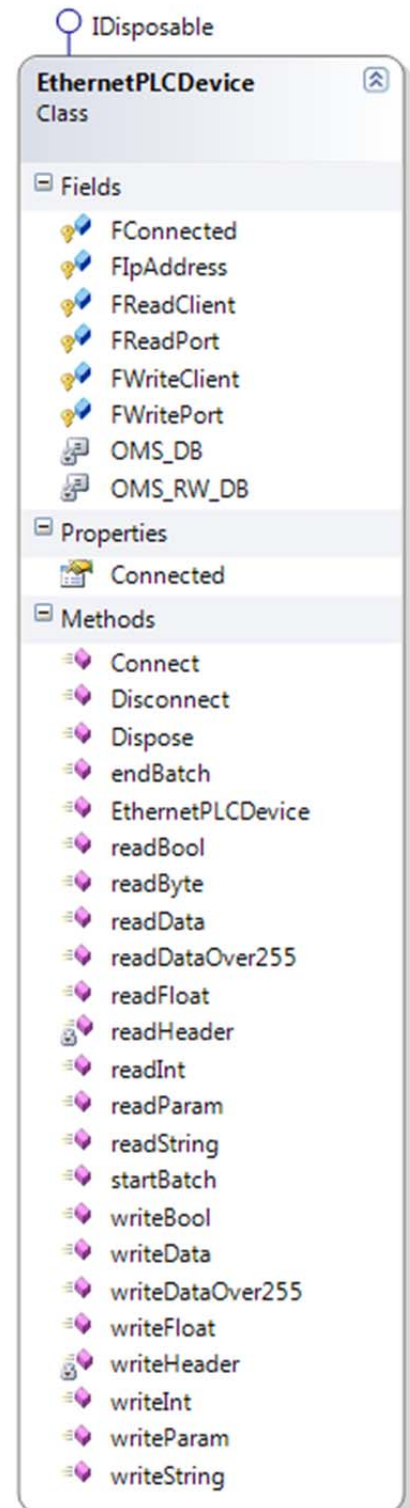 IDisposable
EthernetPLCDevice
Class
Fields
FConnected
FIpAddress
FReadClient
FReadPort
FWriteClient
FWritePort
OMS_DB
OMS_RW_DB
Properties
Connected
Methods
Connect
Disconnect
Dispose
endBatch
EthernetPLCDevice
readBool
readByte
readData
readDataOver255
readFloat
readHeader
readInt
readParam
readString
startBatch
writeBool
writeData
writeDataOver255
writeFloat
writeHeader
writeInt
writeParam
writeString